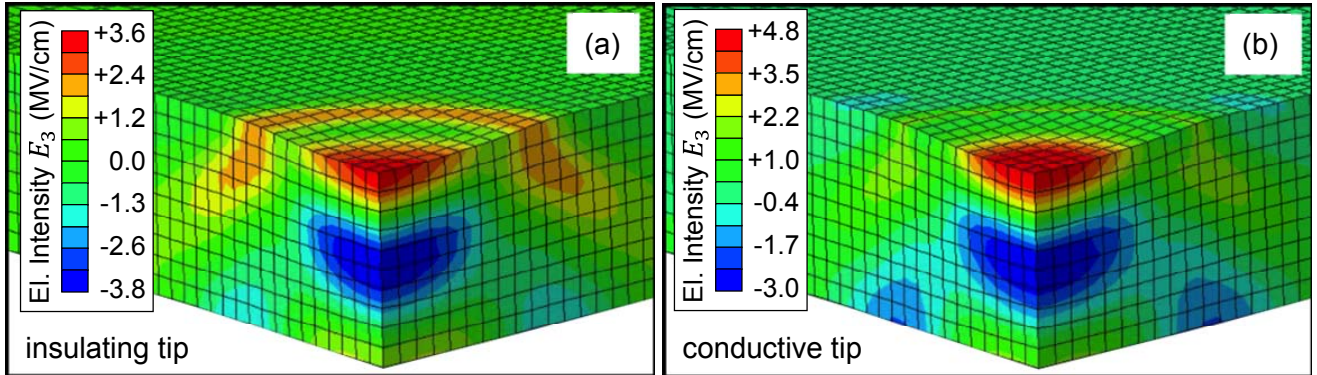 El. Intensity E₃ (MV/cm)
+3.6
+2.4
+1.2
0.0
-1.3
-2.6
-3.8
(a)
insulating tip
El. Intensity E₃ (MV/cm)
+4.8
+3.5
+2.2
+1.0
-0.4
-1.7
-3.0
(b)
conductive tip